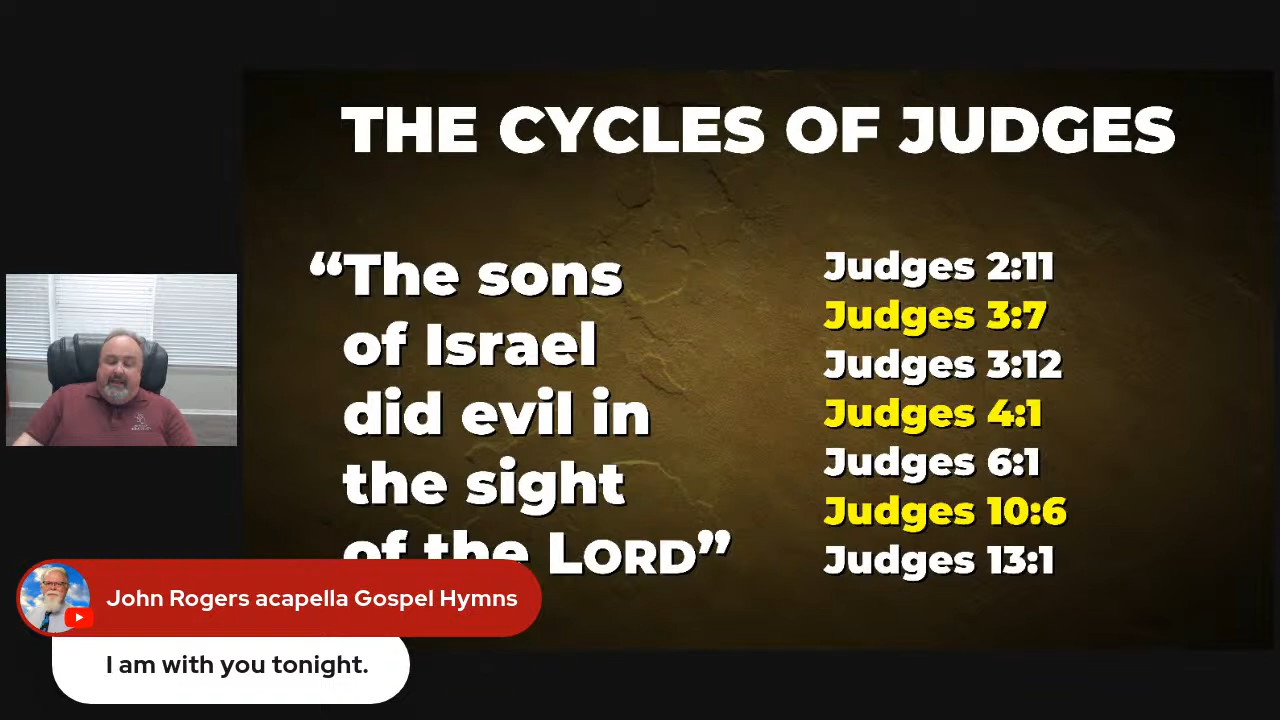 THE CYCLES OF JUDGES
“The sons
of Israel
did evil in
the sight
of the LORD”
Judges 2:11
Judges 3:7
Judges 3:12
Judges 4:1
Judges 6:1
Judges 10:6
Judges 13:1
John Rogers acapella Gospel Hymns
I am with you tonight.